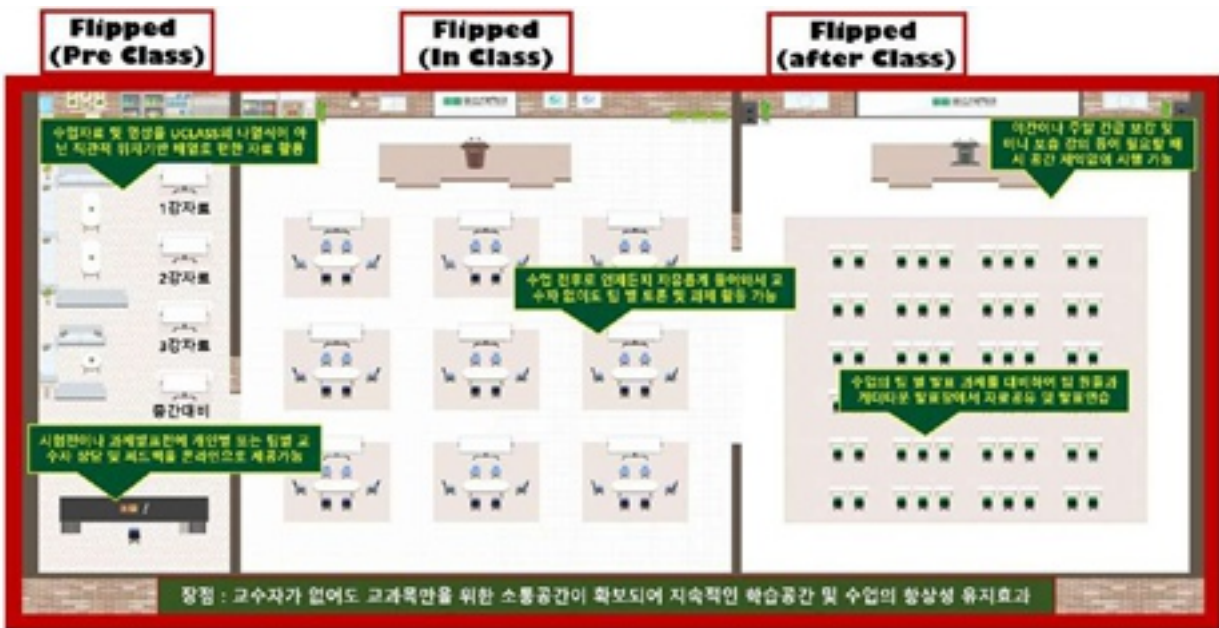 Flipped
(Pre Class)
Flipped
(In Class)
Flipped
(after Class)
수업자료 및 영상을 UCLASS의 나열식이 아
닌 직관적 위치기반 배열로 편한 자료 활용
야간이나 주말 긴급 보강 및
미니 보습 강의 등이 필요할 때
시 공간 제약없이 시행 가능
1강자료
2강자료
수업 전후로 언제든지 자유롭게 들어와서 교
수자 없이도 팀 별 토론 및 과제 활동 가능
3강자료
수업의 팀 별 발표 과제를 대비하여 팀 원들과
게더타운 발표장에서 자료공유 및 발표연습
중간대비
시험전이나 과제발표전에 개인별 또는 팀별 교
수자 상담 및 피드백을 온라인으로 제공가능
장점 : 교수자가 없어도 교과목만을 위한 소통공간이 확보되어 지속적인 학습공간 및 수업의 항상성 유지효과